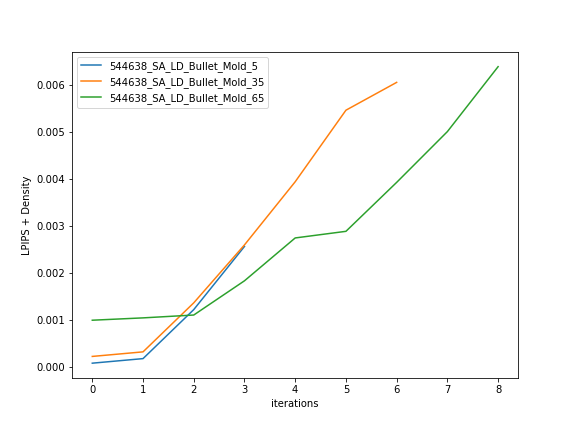 544638_SA_LD_Bullet_Mold_5
544638_SA_LD_Bullet_Mold_35
544638_SA_LD_Bullet_Mold_65
0.006
0.005
0.004
0.003
0.002
0.001
0.000
LPIPS + Density
0 1 2 3 4 5 6 7 8
iterations